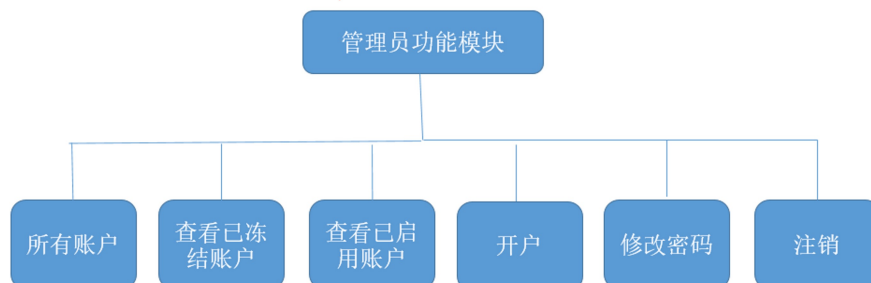 管理员功能模块
所有账户
查看已冻
结账户
查看已启
用账户
开户
修改密码
注销